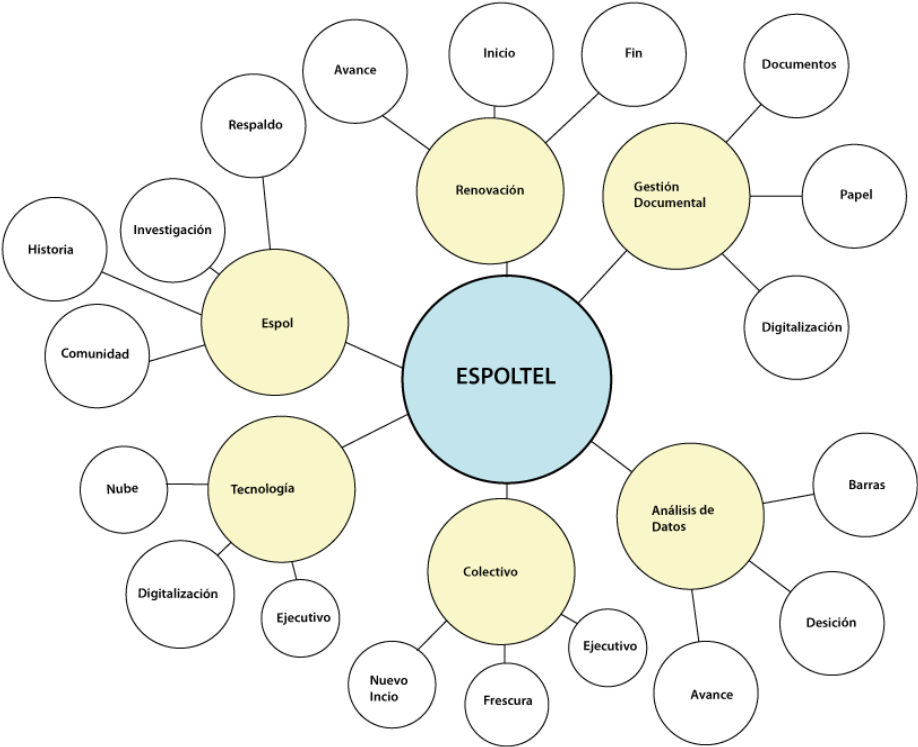 Inicio
Fin
Avance
Documentos
Respaldo
Renovación
Gestión
Documental
Papel
Investigación
Historia
Espol
Digitalización
Comunidad
ESPOLTEL
Nube
Tecnología
Barras
Análisis de
Datos
Colectivo
Digitalización
Ejecutivo
Desición
Ejecutivo
Nuevo
Incio
Frescura
Avance